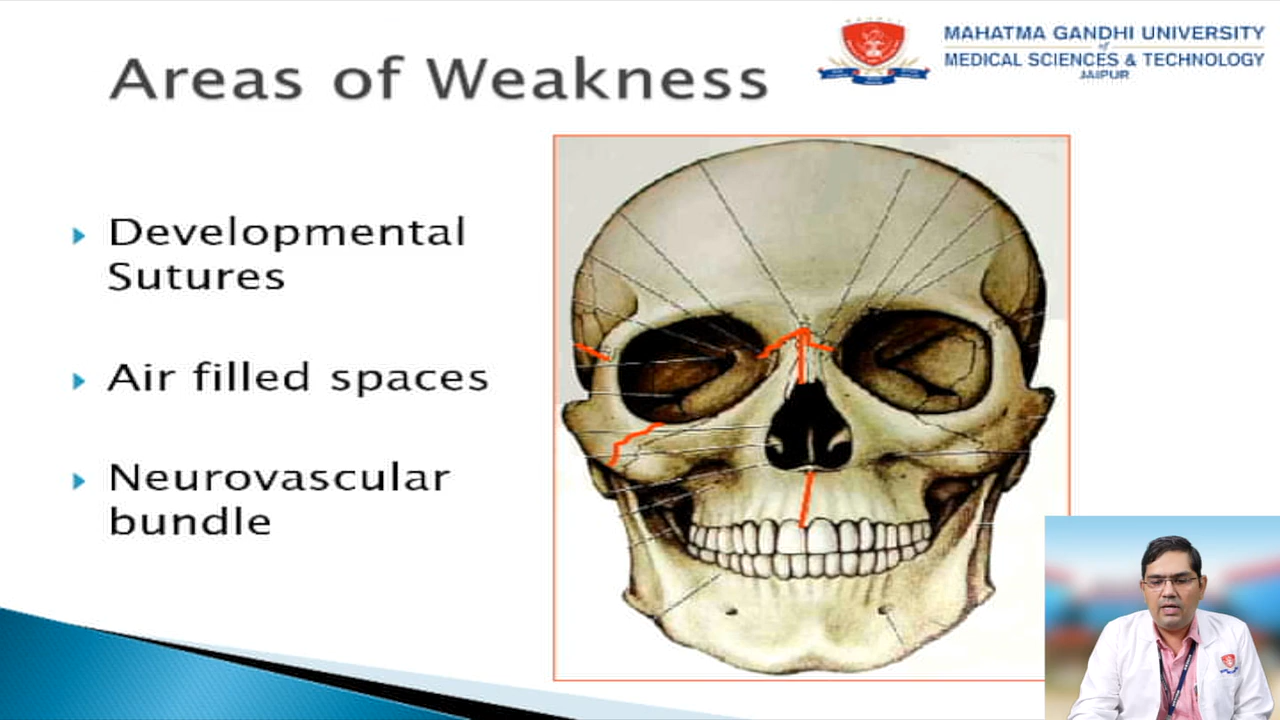 Areas of Weakness
MAHATMA GANDHI UNIVERSITY
of
MEDICAL SCIENCES & TECHNOLOGY
JAIPUR
Developmental
Sutures
Air filled spaces
Neurovascular
bundle